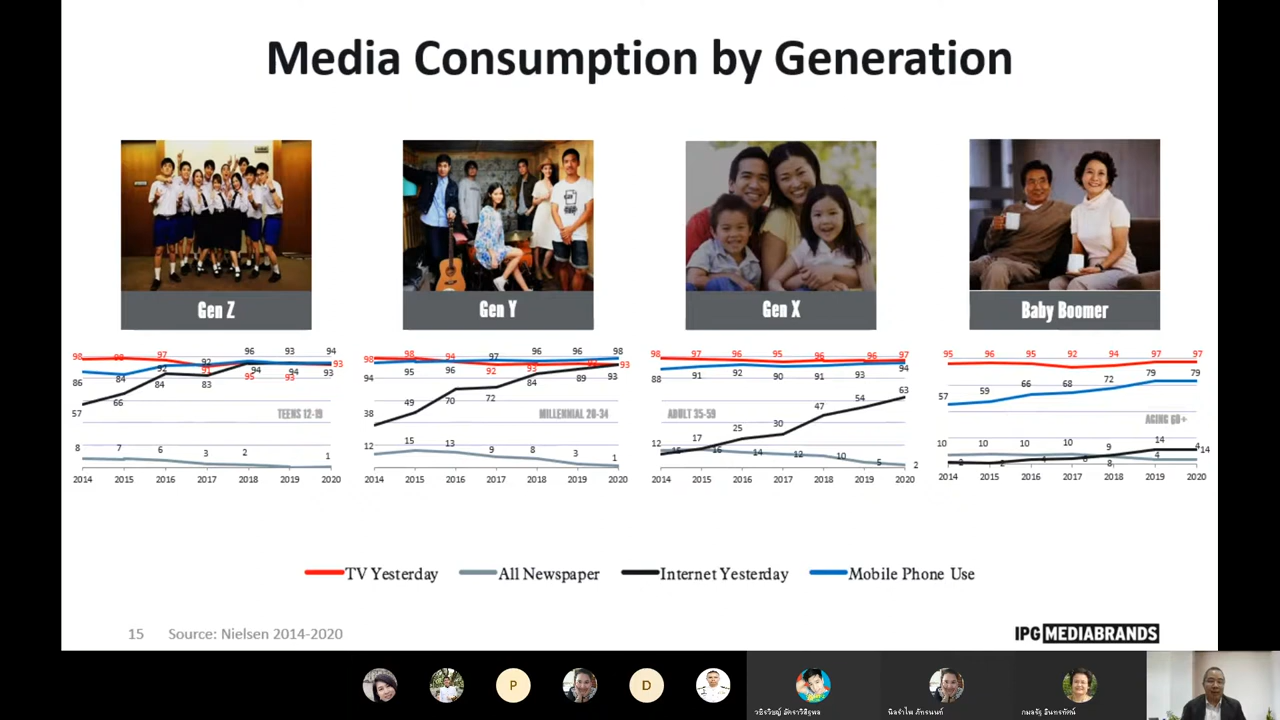 Media Consumption by Generation
Gen Z
Gen Y
Gen X
Baby Boomer
98 98 97 92 96 93 94
86 84 92 91 94 94 93
57 66 84 83 95 93 93
TEENS 12-19
8 7 6 3 2 1
2014 2015 2016 2017 2018 2019 2020
98 98 94 97 96 96 98
94 95 96 92 93 93
38 49 70 72 84 89 93
MILLENNIAL 20-34
12 15 13 9 8 3 1
2014 2015 2016 2017 2018 2019 2020
98 97 96 95 96 96 97
88 91 92 90 91 93 94
ADULT 35-59
12 17 25 30 47 54 63
15 16 14 12 10 5 2
2014 2015 2016 2017 2018 2019 2020
95 96 95 92 94 97 97
57 59 66 68 72 79 79
AGING 60+
10 10 10 10 9 14 14
4 4
8
2014 2015 2016 2017 2018 2019 2020
TV Yesterday All Newspaper Internet Yesterday Mobile Phone Use
15 Source: Nielsen 2014-2020
IPG MEDIABRANDS
P
D